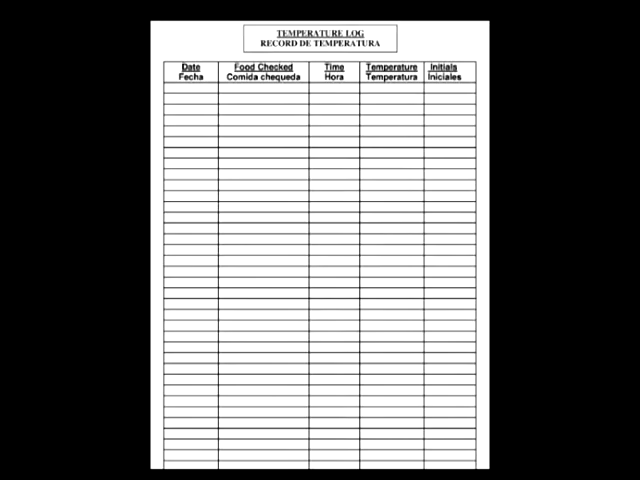 TEMPERATURE LOG
RECORD DE TEMPERATURA
Date Food Checked Time Temperature Initials
Fecha Comida chequeda Hora Temperatura Iniciales